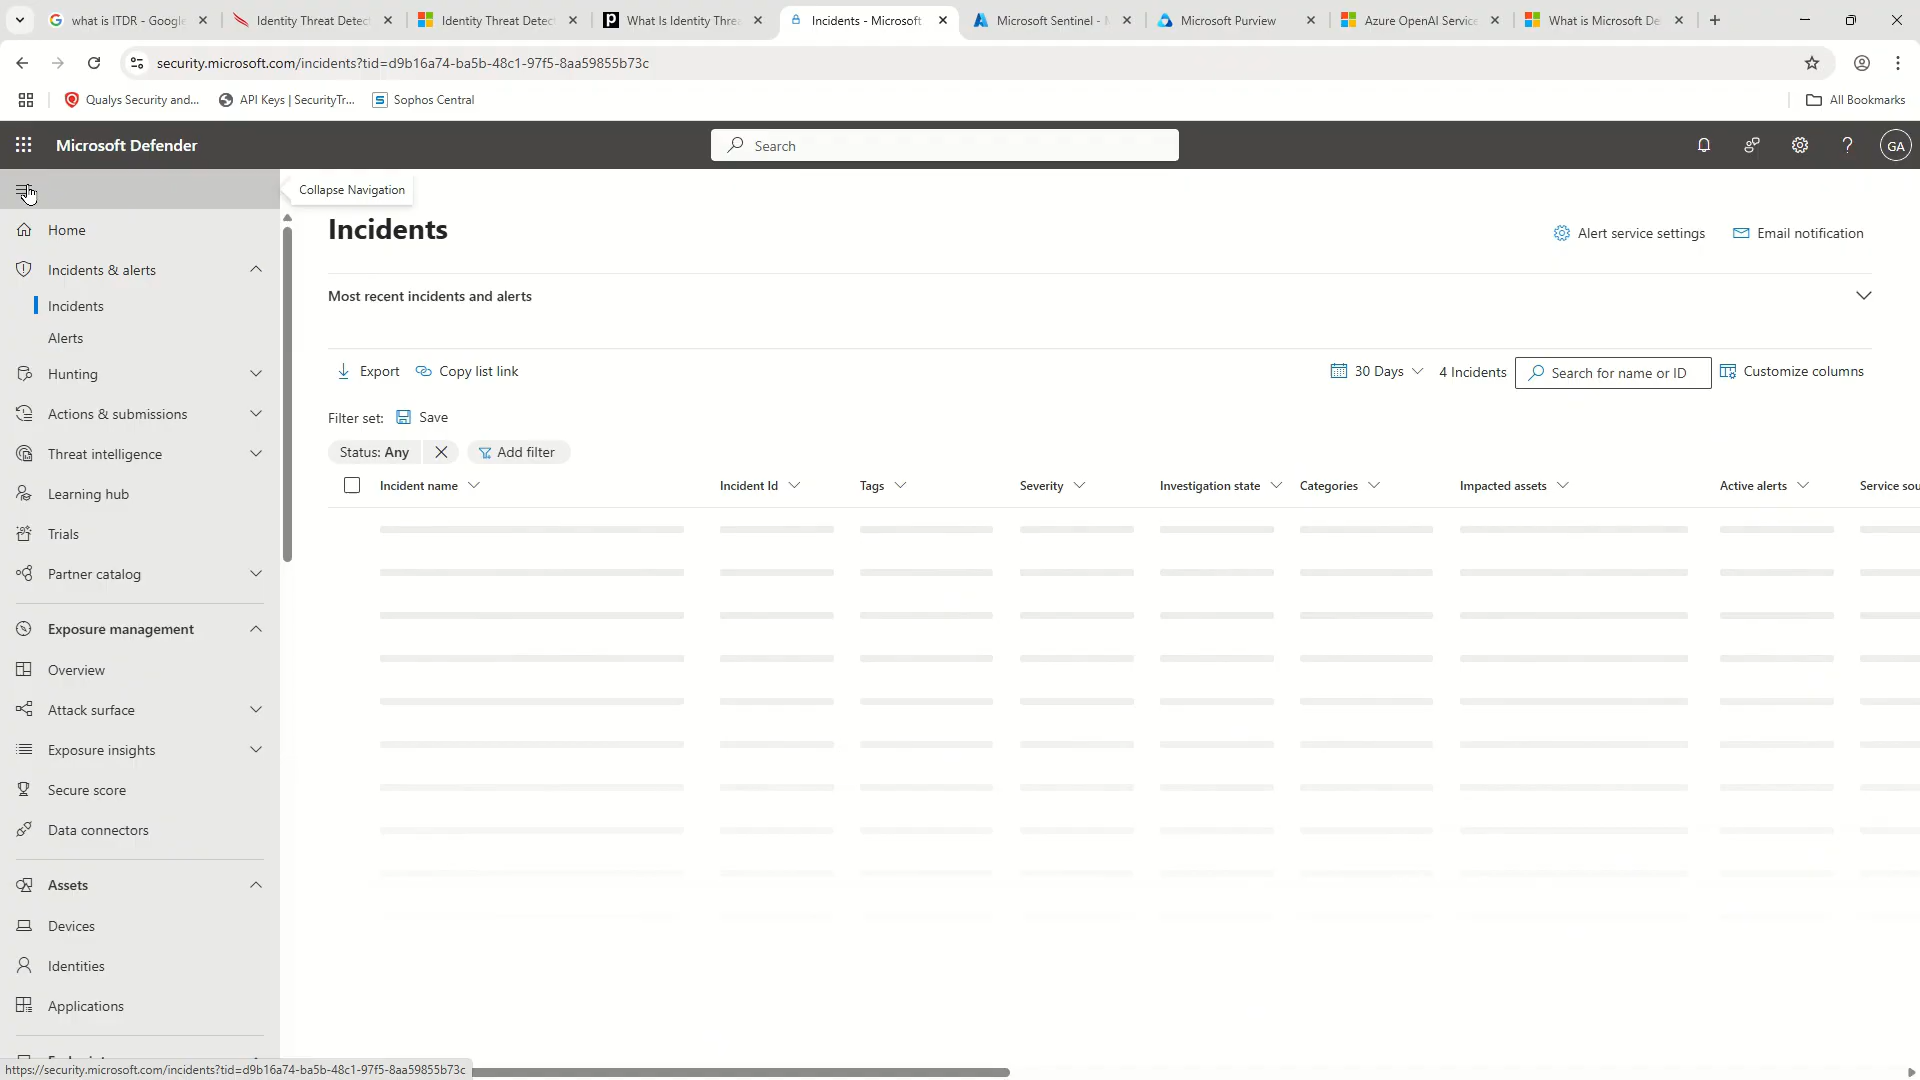 what is ITDR - Google
Identity Threat Detect
Identity Threat Detect
What Is Identity Threa
Incidents - Microsoft
Microsoft Sentinel - M
Microsoft Purview
Azure OpenAI Service
What is Microsoft De
security.microsoft.com/incidents?tid=d9b16a74-ba5b-48c1-97f5-8aa59855b73c
Qualys Security and...
API Keys | SecurityTr...
Sophos Central
All Bookmarks
Microsoft Defender
Search
GA
Collapse Navigation
Home
Incidents & alerts
Incidents
Alerts
Hunting
Actions & submissions
Threat intelligence
Learning hub
Trials
Partner catalog
Exposure management
Overview
Attack surface
Exposure insights
Secure score
Data connectors
Assets
Devices
Identities
Applications
Incidents
Alert service settings
Email notification
Most recent incidents and alerts
Export
Copy list link
30 Days
4 Incidents
Search for name or ID
Customize columns
Filter set:
Save
Status: Any
Add filter
Incident name
Incident Id
Tags
Severity
Investigation state
Categories
Impacted assets
Active alerts
Service sou
https://security.microsoft.com/incidents?tid=d9b16a74-ba5b-48c1-97f5-8aa59855b73c